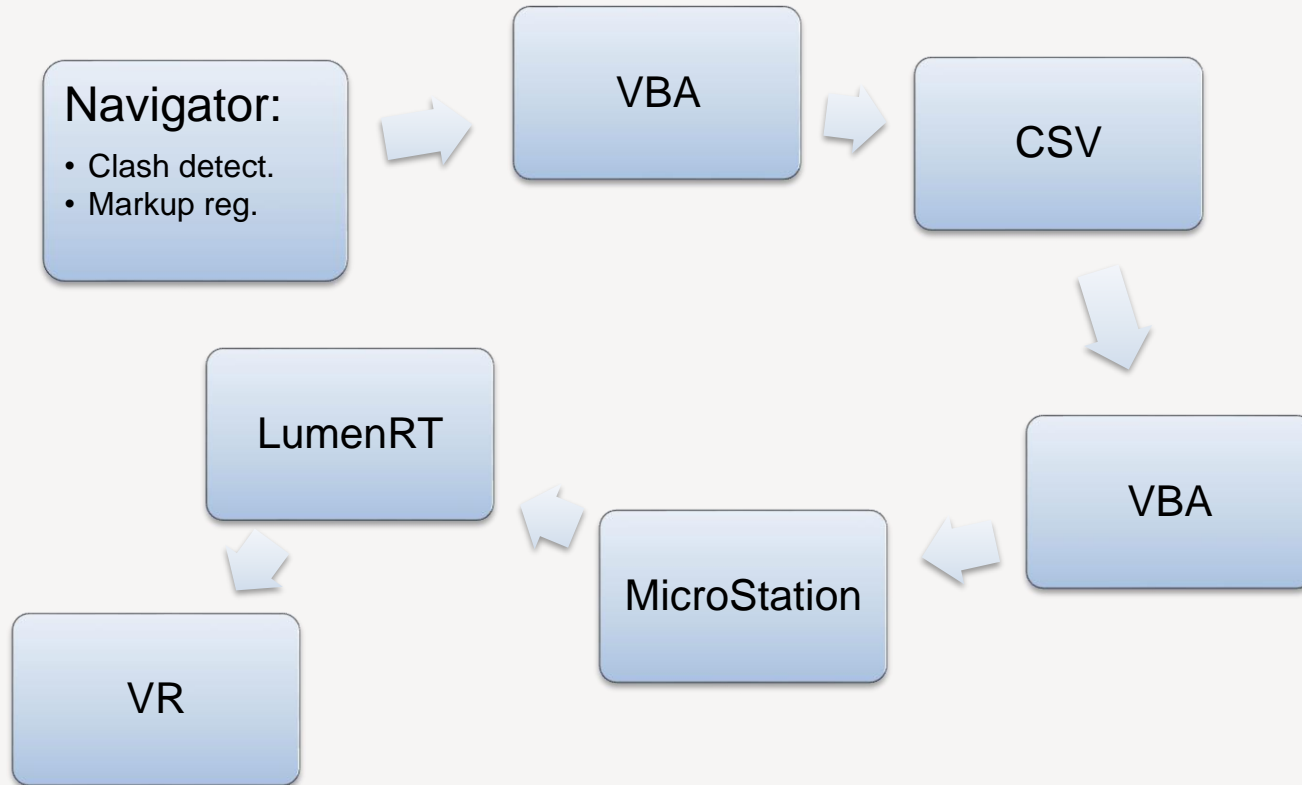 Navigator:
• Clash detect.
• Markup reg.
VBA
CSV
VBA
MicroStation
LumenRT
VR